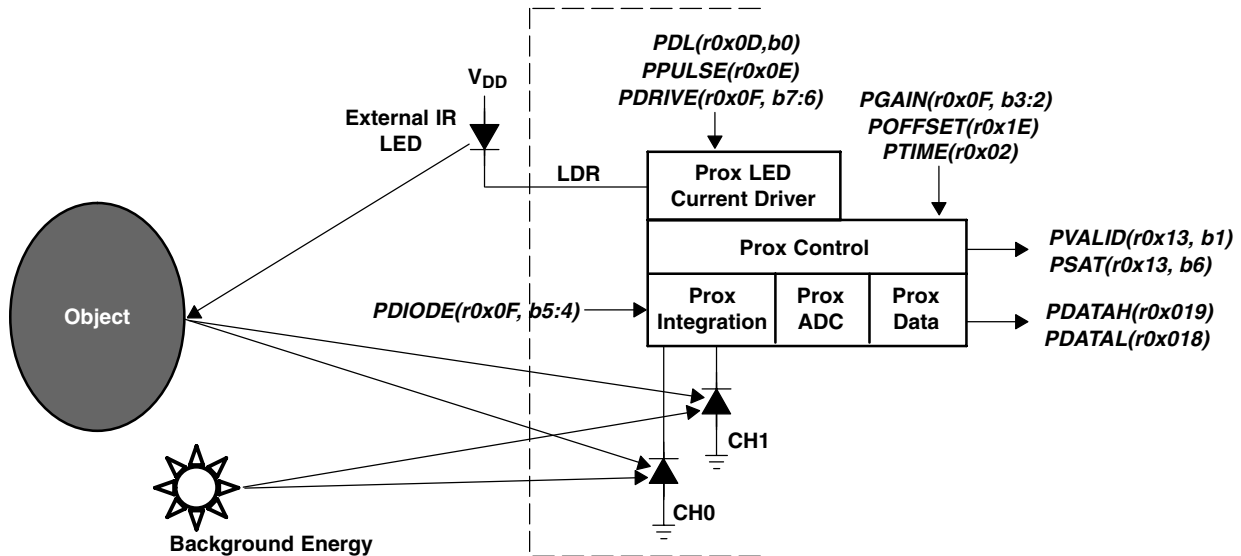 PDL(r0x0D,b0)
PPULSE(r0x0E)
PDRIVE(r0x0F, b7:6)
VDD
External IR
LED
PGAIN(r0x0F, b3:2)
POFFSET(r0x1E)
PTIME(r0x02)
LDR
Prox LED
Current Driver
Prox Control
PVALID(r0x13, b1)
PSAT(r0x13, b6)
Object
PDIODE(r0x0F, b5:4)
Prox
Integration
Prox
ADC
Prox
Data
PDATAH(r0x019)
PDATAL(r0x018)
CH1
CH0
Background Energy